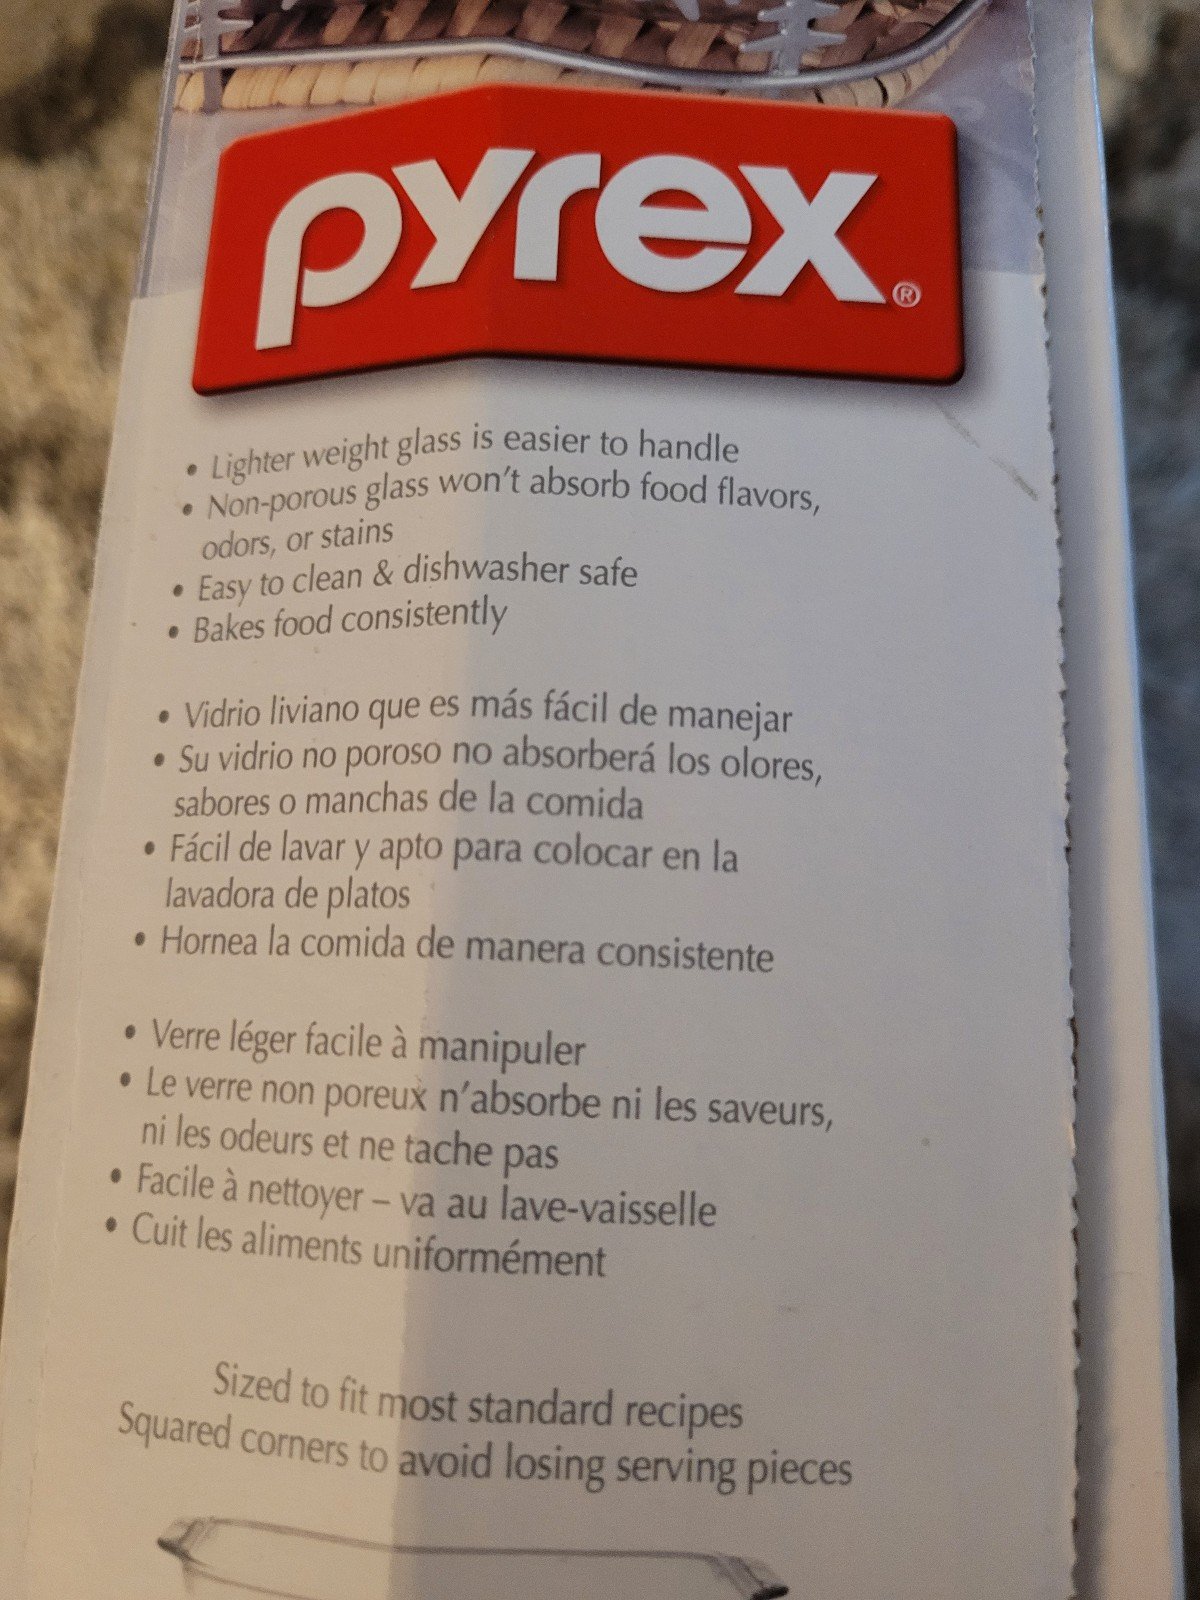 pyrex®
• Lighter weight glass is easier to handle
• Non-porous glass won't absorb food flavors,
odors, or stains
• Easy to clean & dishwasher safe
• Bakes food consistently
• Vidrio liviano que es más fácil de manejar
• Su vidrio no poroso no absorberá los olores,
sabores o manchas de la comida
• Fácil de lavar y apto para colocar en la
lavadora de platos
• Hornea la comida de manera consistente
• Verre léger facile à manipuler
• Le verre non poreux n'absorbe ni les saveurs,
ni les odeurs et ne tache pas
• Facile à nettoyer – va au lave-vaisselle
• Cuit les aliments uniformément
Sized to fit most standard recipes
Squared corners to avoid losing serving pieces